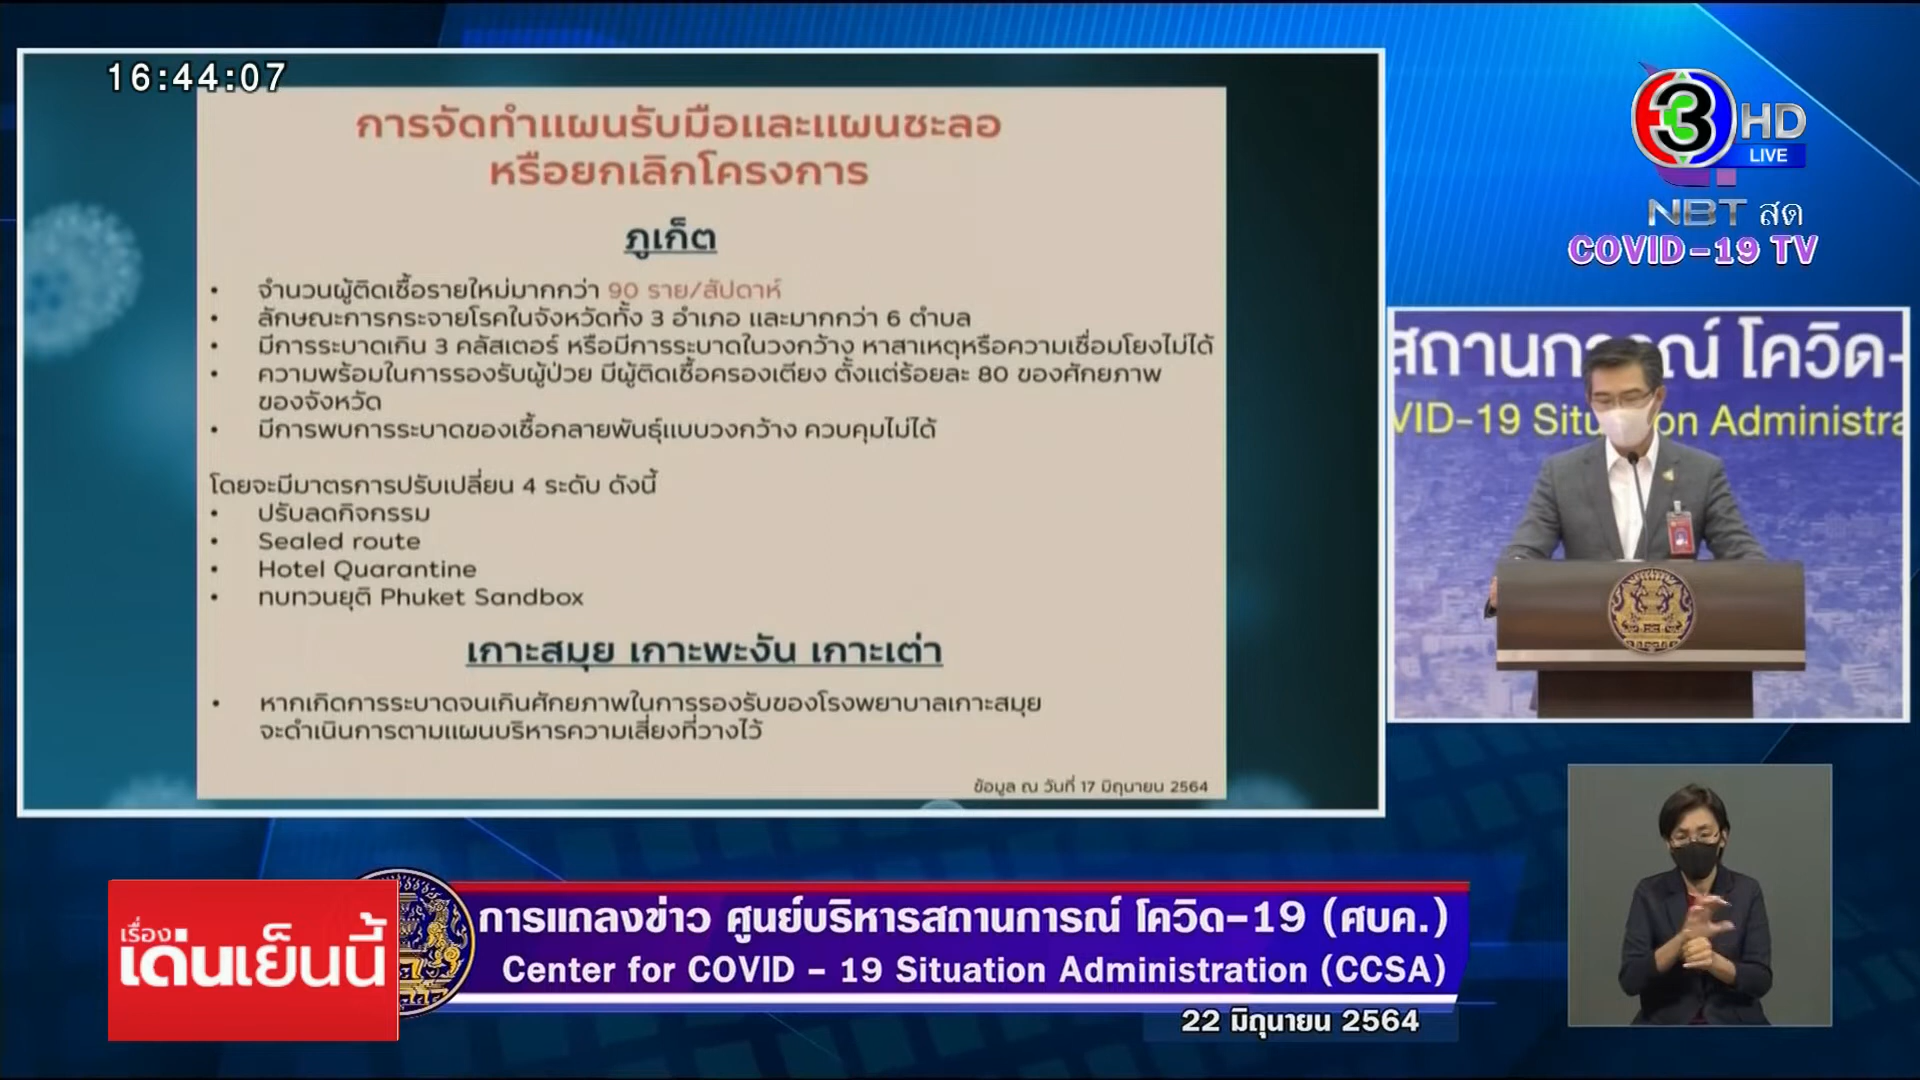 16:44:07
การจัดทำแผนรับมือและแผนชะลอ
หรือยกเลิกโครงการ
ภูเก็ต
• จำนวนผู้ติดเชื้อรายใหม่มากกว่า 90 ราย/สัปดาห์
• ลักษณะการกระจายโรคในจังหวัดทั้ง 3 อำเภอ และมากกว่า 6 ตำบล
• มีการระบาดเกิน 3 คลัสเตอร์ หรือมีการระบาดในวงกว้าง หาสาเหตุหรือความเชื่อมโยงไม่ได้
• ความพร้อมในการรองรับผู้ป่วย มีผู้ติดเชื้อครองเตียง ตั้งแต่ร้อยละ 80 ของศักยภาพ
ของจังหวัด
• มีการพบการระบาดของเชื้อกลายพันธุ์แบบวงกว้าง ควบคุมไม่ได้
โดยจะมีมาตรการปรับเปลี่ยน 4 ระดับ ดังนี้
• ปรับลดกิจกรรม
• Sealed route
• Hotel Quarantine
• ทบทวนยุติ Phuket Sandbox
เกาะสมุย เกาะพะงัน เกาะเต่า
• หากเกิดการระบาดจนเกินศักยภาพในการรองรับของโรงพยาบาลเกาะสมุย
จะดำเนินการตามแผนบริหารความเสี่ยงที่วางไว้
ข้อมูล ณ วันที่ 17 มิถุนายน 2564
3 HD
LIVE
NBT สด
COVID-19 TV
สถานการณ์ โควิด-
VID-19 Situation Administra
เรื่อง
เด่นเย็นนี้
การแถลงข่าว ศูนย์บริหารสถานการณ์ โควิด-19 (ศบค.)
Center for COVID - 19 Situation Administration (CCSA)
22 มิถุนายน 2564